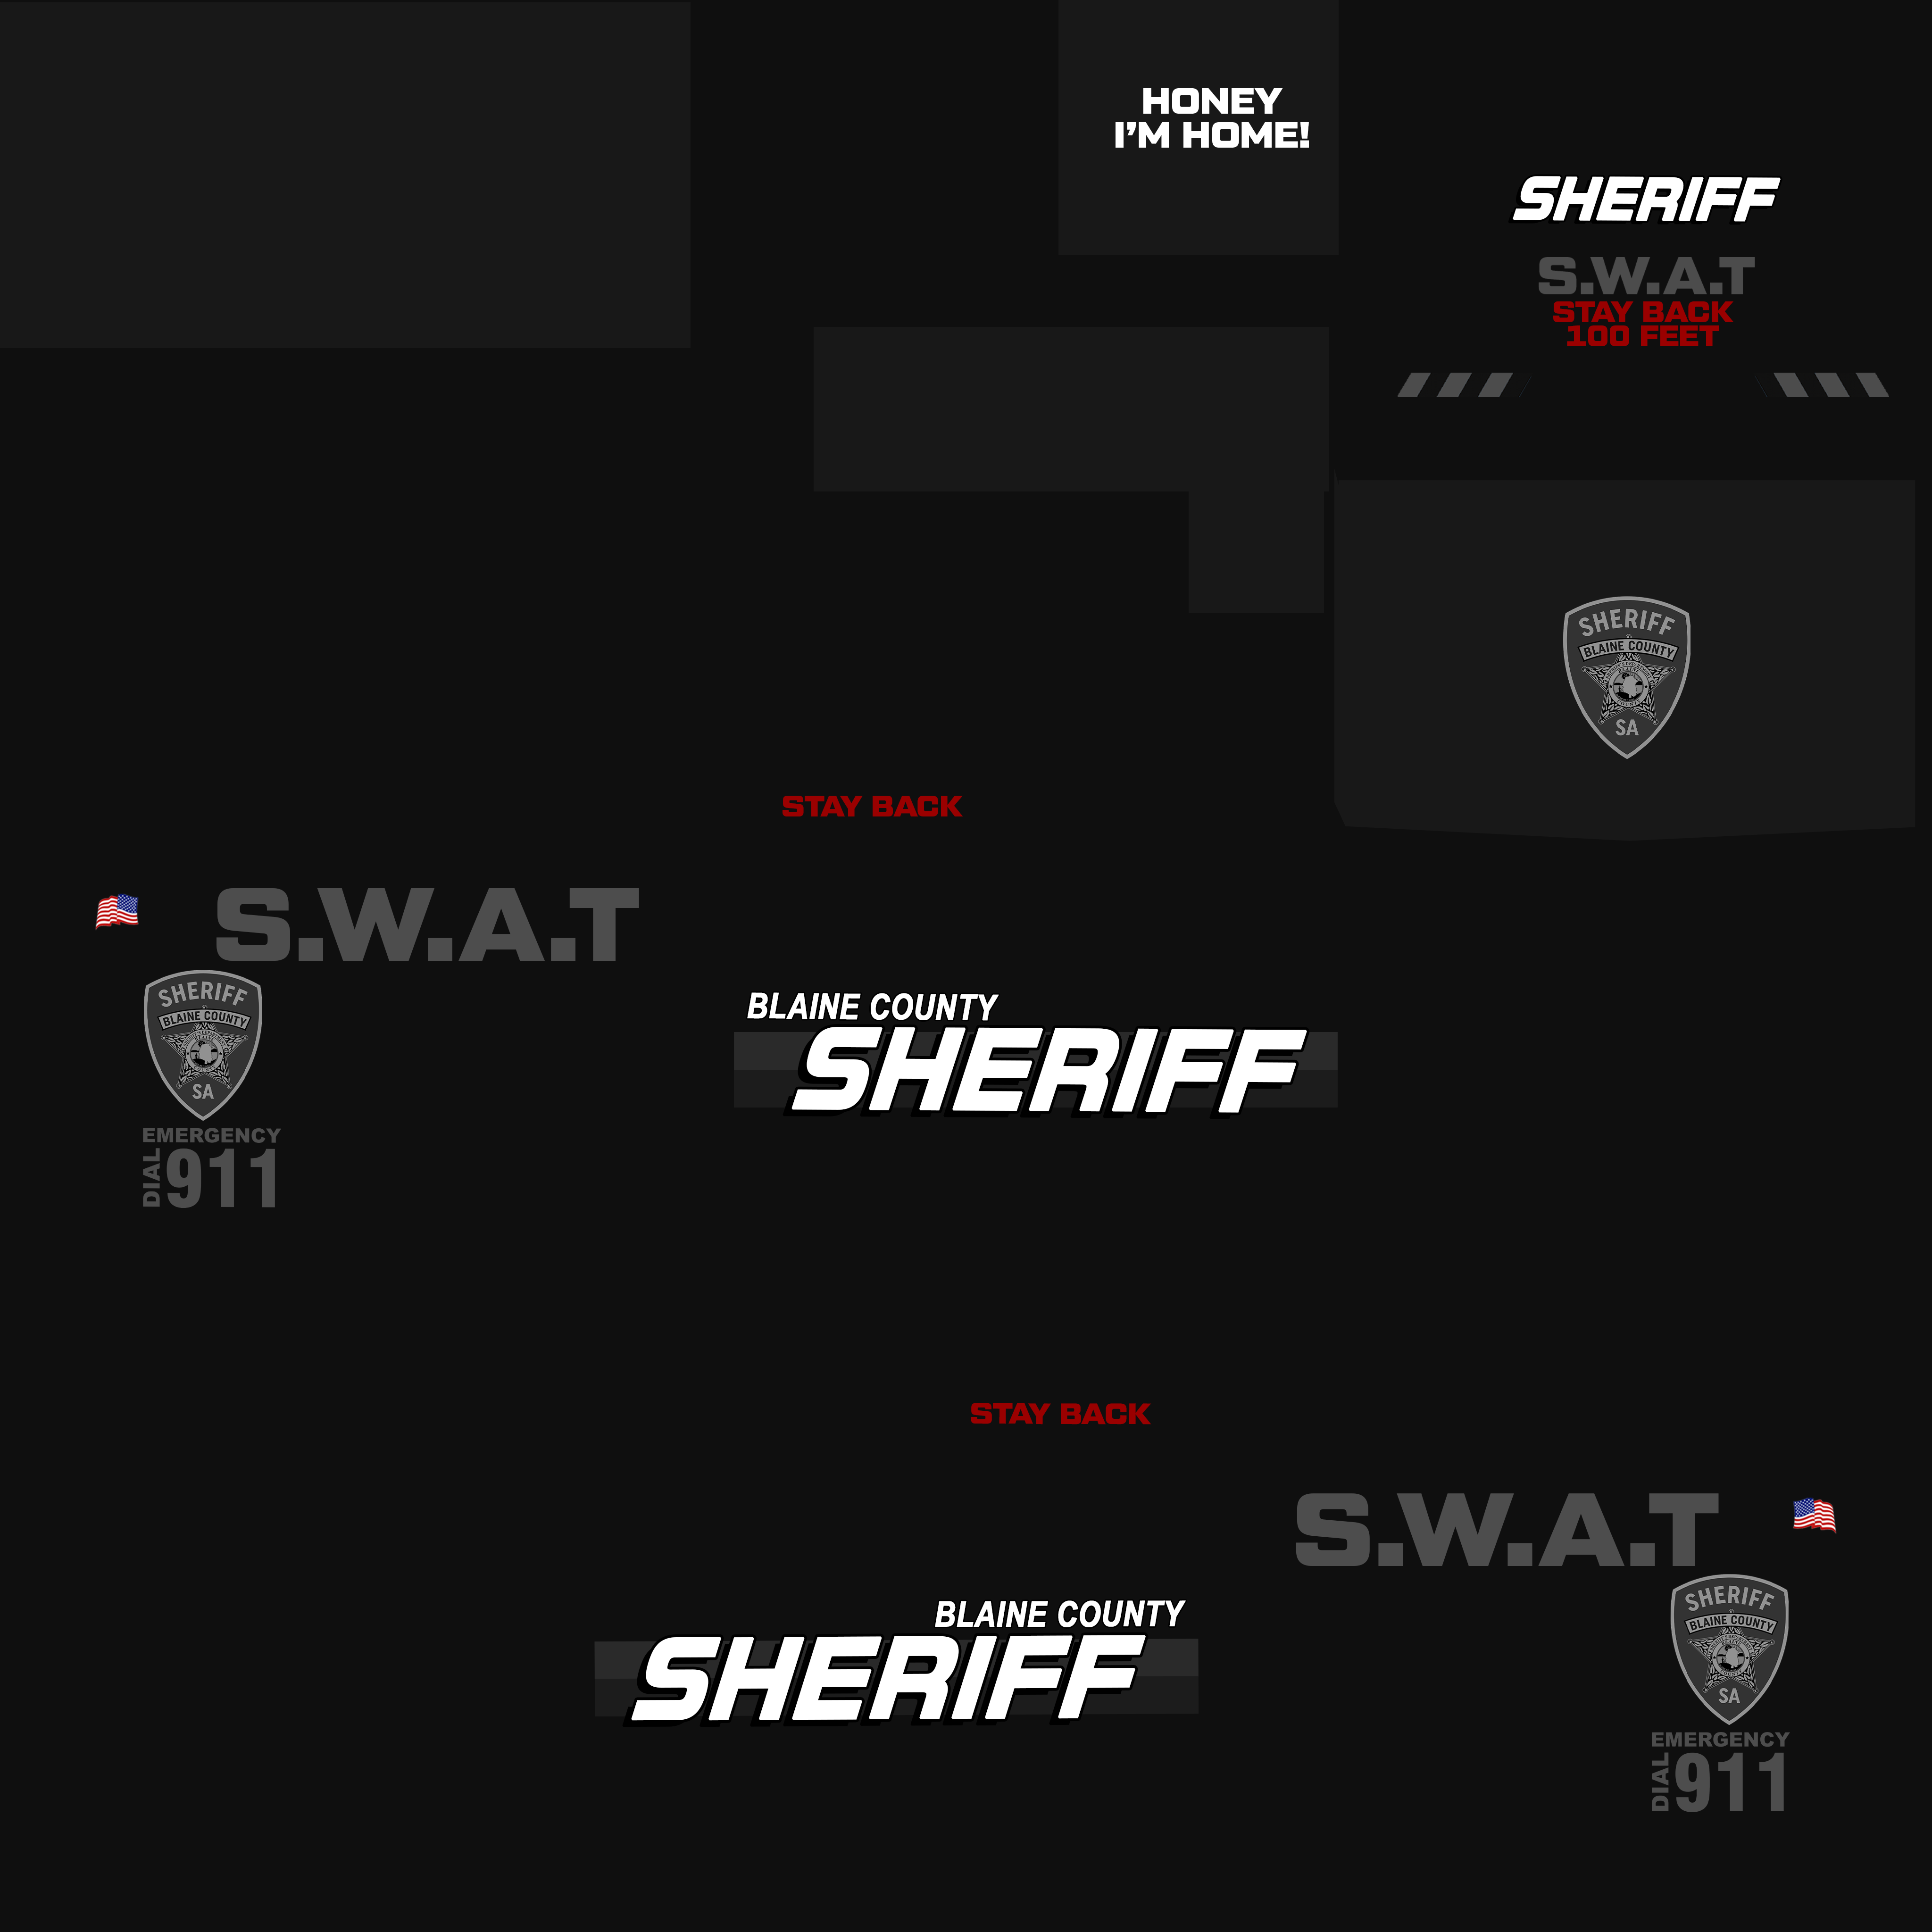 HONEY
I'M HOME!
SHERIFF
S.W.A.T
STAY BACK
100 FEET
SHERIFF
BLAINE COUNTY
SA
STAY BACK
S.W.A.T
SHERIFF
BLAINE COUNTY
SA
EMERGENCY
DIAL
911
BLAINE COUNTY
SHERIFF
STAY BACK
S.W.A.T
BLAINE COUNTY
SHERIFF
SHERIFF
BLAINE COUNTY
SA
EMERGENCY
DIAL
911